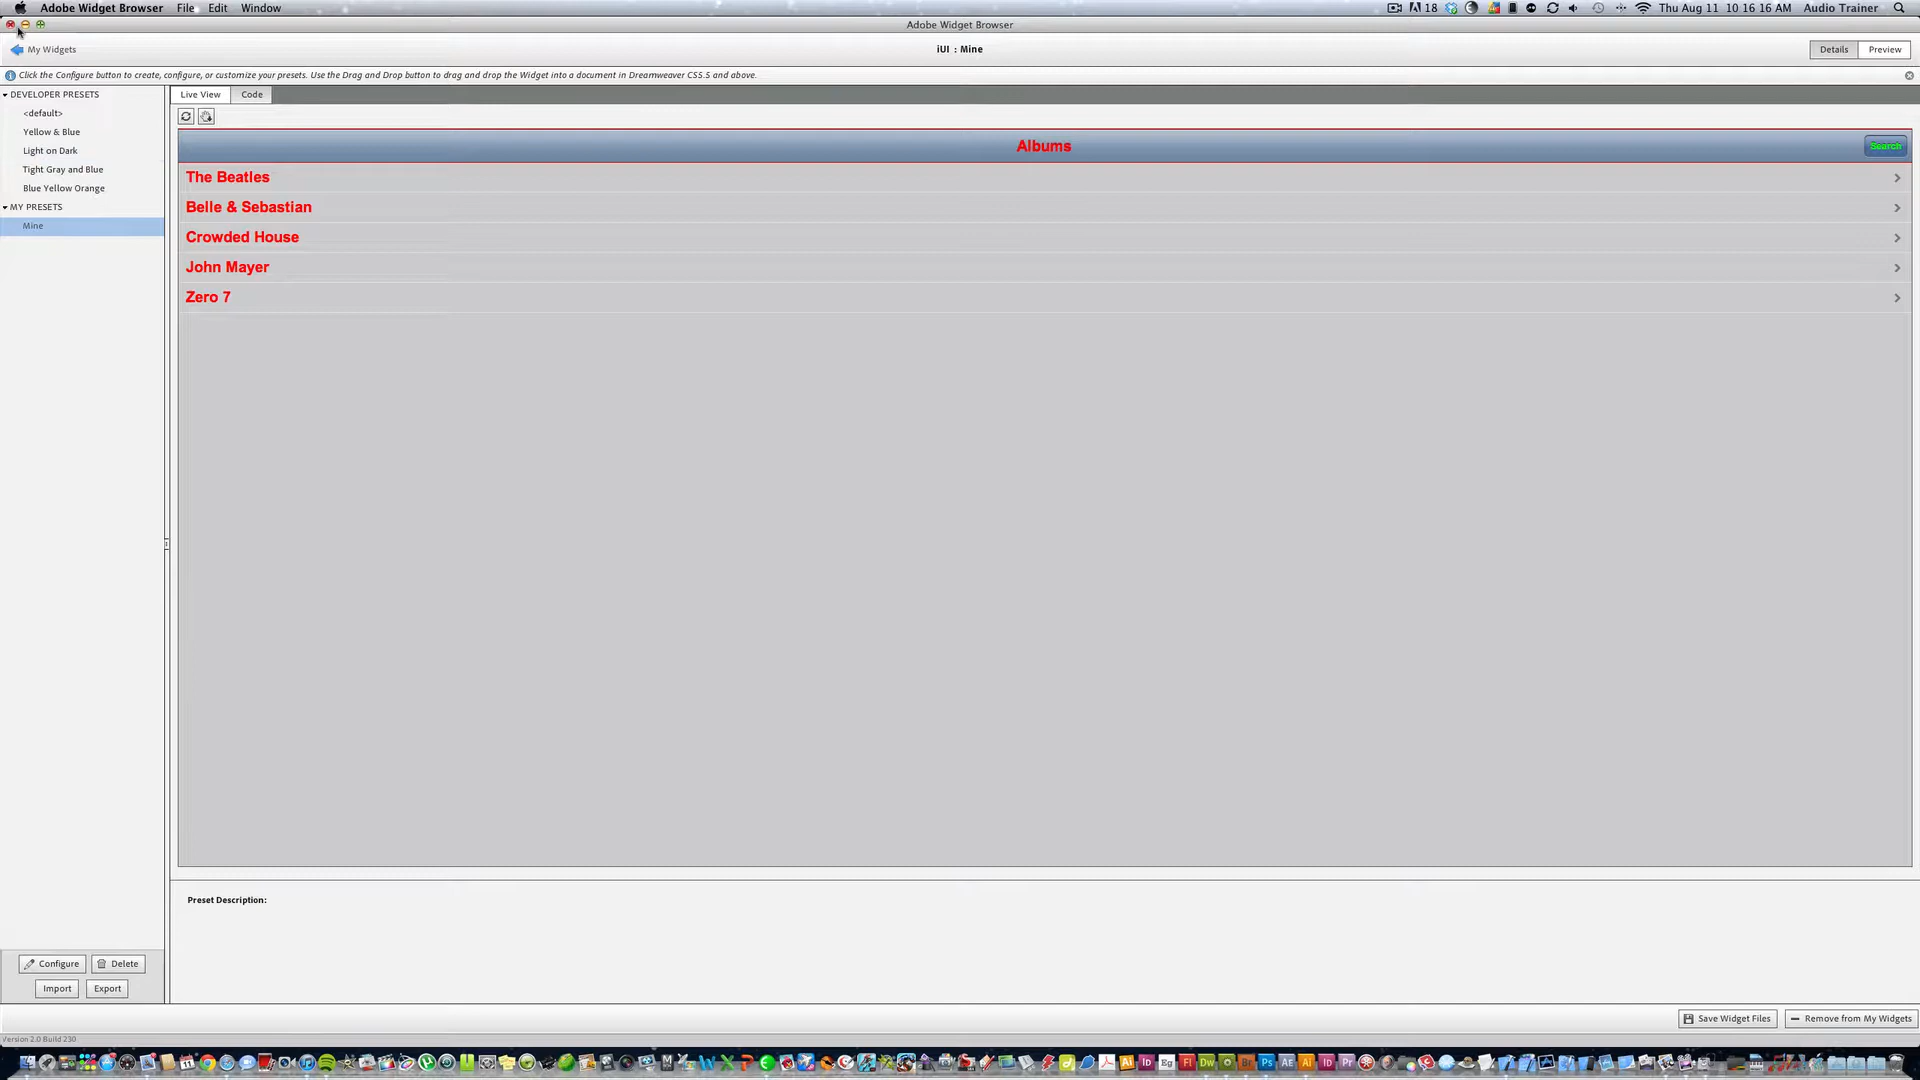 Adobe Widget Browser File Edit Window 18 Thu Aug 11 10 16 16 AM Audio Trainer
Adobe Widget Browser
My Widgets iUI : Mine Details Preview
Click the Configure button to create, configure, or customize your presets. Use the Drag and Drop button to drag and drop the Widget into a document in Dreamweaver CS5.5 and above.
DEVELOPER PRESETS
<default>
Yellow & Blue
Light on Dark
Tight Gray and Blue
Blue Yellow Orange
MY PRESETS
Mine
Live View Code
Albums Search
The Beatles
Belle & Sebastian
Crowded House
John Mayer
Zero 7
Preset Description:
Configure Delete
Import Export
Save Widget Files Remove from My Widgets
Version 2.0 Build 230